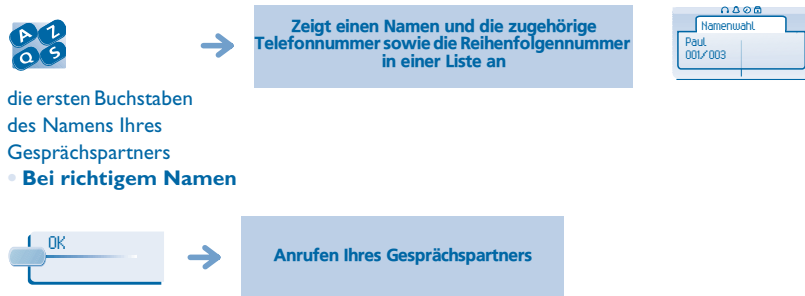 A Z
Q S
Zeigt einen Namen und die zugehörige
Telefonnummer sowie die Reihenfolgennummer
in einer Liste an
Namenwahl
Paul
001/003
die ersten Buchstaben
des Namens Ihres
Gesprächspartners
• Bei richtigem Namen
OK
Anrufen Ihres Gesprächspartners